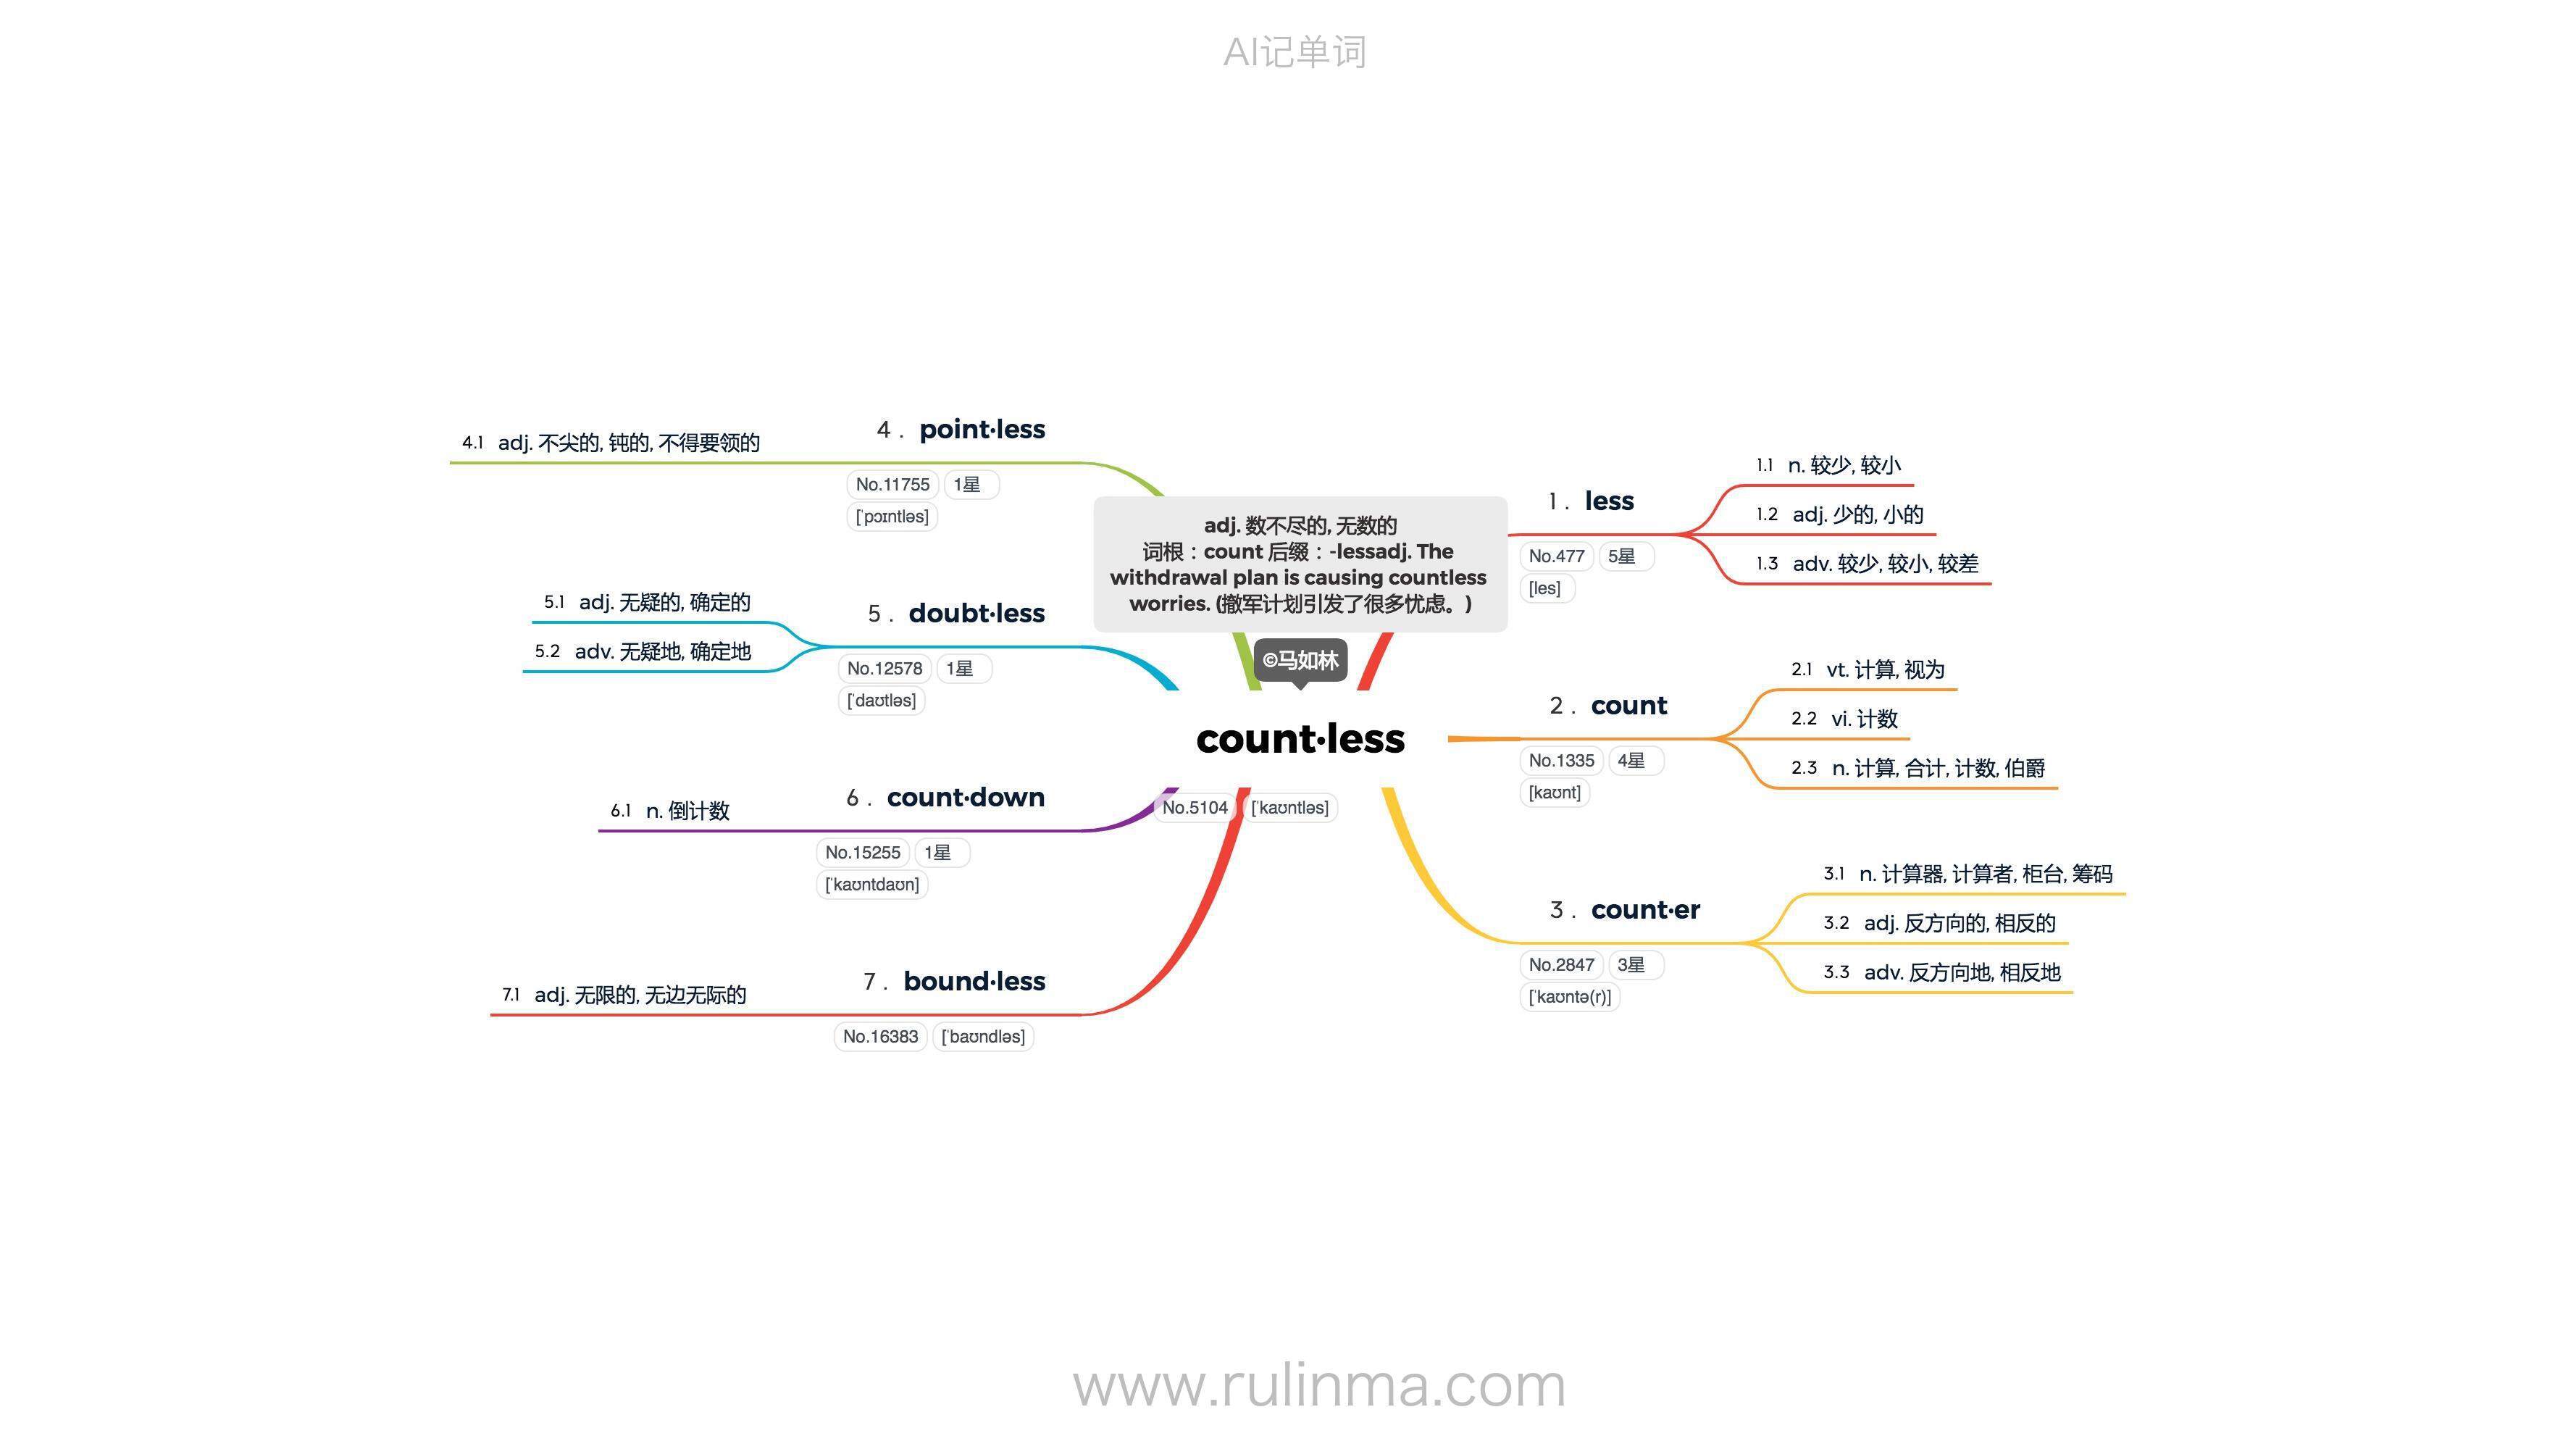 AI记单词
adj. 数不尽的, 无数的
词根：count 后缀：-lessadj. The
withdrawal plan is causing countless
worries. (撤军计划引发了很多忧虑。)
©马如林
count·less
No.5104 [ˈkaʊntləs]
1. less
No.477 5星
[les]
1.1 n. 较少, 较小
1.2 adj. 少的, 小的
1.3 adv. 较少, 较小, 较差
2. count
No.1335 4星
[kaʊnt]
2.1 vt. 计算, 视为
2.2 vi. 计数
2.3 n. 计算, 合计, 计数, 伯爵
3. count·er
No.2847 3星
[ˈkaʊntə(r)]
3.1 n. 计算器, 计算者, 柜台, 筹码
3.2 adj. 反方向的, 相反的
3.3 adv. 反方向地, 相反地
4. point·less
No.11755 1星
[ˈpɔɪntləs]
4.1 adj. 不尖的, 钝的, 不得要领的
5. doubt·less
No.12578 1星
[ˈdaʊtləs]
5.1 adj. 无疑的, 确定的
5.2 adv. 无疑地, 确定地
6. count·down
No.15255 1星
[ˈkaʊntdaʊn]
6.1 n. 倒计数
7. bound·less
No.16383 [ˈbaʊndləs]
7.1 adj. 无限的, 无边无际的
www.rulinma.com